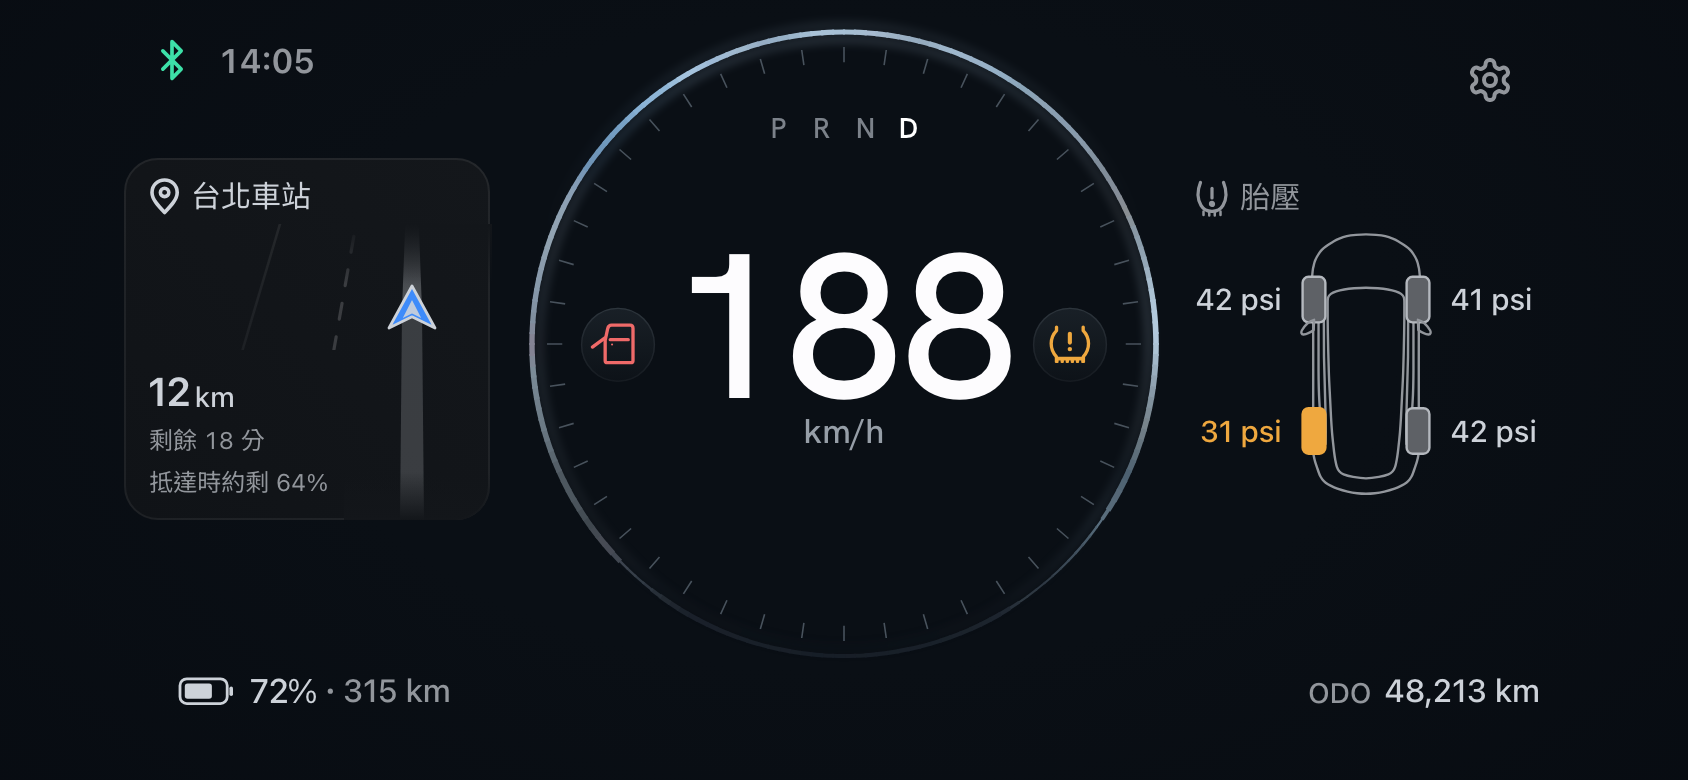 14:05
P R N D
台北車站
胎壓
188
km/h
42 psi
41 psi
31 psi
42 psi
12 km
剩餘 18 分
抵達時約剩 64%
72% · 315 km
ODO 48,213 km